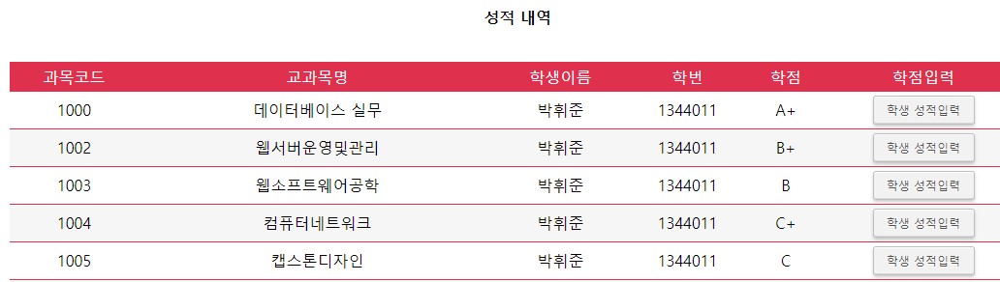 성적 내역
과목코드 교과목명 학생이름 학번 학점 학점입력
1000 데이터베이스 실무 박휘준 1344011 A+ 학생 성적입력
1002 웹서버운영및관리 박휘준 1344011 B+ 학생 성적입력
1003 웹소프트웨어공학 박휘준 1344011 B 학생 성적입력
1004 컴퓨터네트워크 박휘준 1344011 C+ 학생 성적입력
1005 캡스톤디자인 박휘준 1344011 C 학생 성적입력